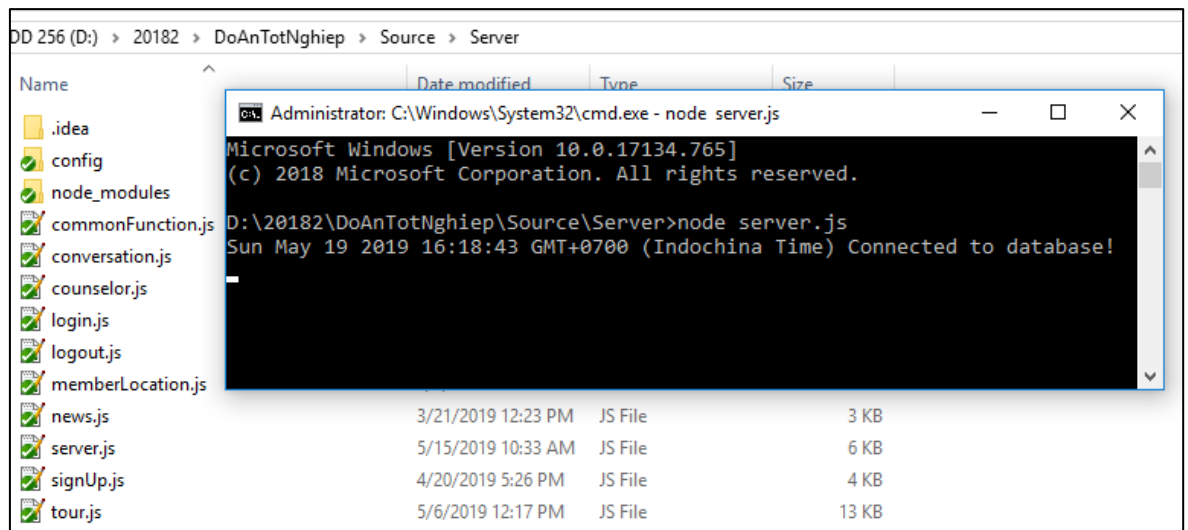 DD 256 (D:) > 20182 > DoAnTotNghiep > Source > Server
Name Date modified Type Size
Administrator: C:\Windows\System32\cmd.exe - node server.js
.idea
config
node_modules
commonFunction.js
conversation.js
counselor.js
login.js
logout.js
memberLocation.js
Microsoft Windows [Version 10.0.17134.765]
(c) 2018 Microsoft Corporation. All rights reserved.
D:\20182\DoAnTotNghiep\Source\Server>node server.js
Sun May 19 2019 16:18:43 GMT+0700 (Indochina Time) Connected to database!
news.js 3/21/2019 12:23 PM JS File 3 KB
server.js 5/15/2019 10:33 AM JS File 6 KB
signUp.js 4/20/2019 5:26 PM JS File 4 KB
tour.js 5/6/2019 12:17 PM JS File 13 KB